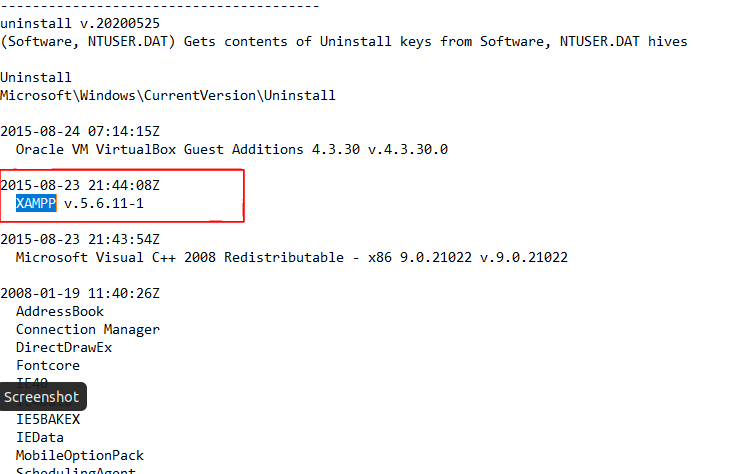 ----------------------------------------
uninstall v.20200525
(Software, NTUSER.DAT) Gets contents of Uninstall keys from Software, NTUSER.DAT hives
Uninstall
Microsoft\Windows\CurrentVersion\Uninstall
2015-08-24 07:14:15Z
Oracle VM VirtualBox Guest Additions 4.3.30 v.4.3.30.0
2015-08-23 21:44:08Z
XAMPP v.5.6.11-1
2015-08-23 21:43:54Z
Microsoft Visual C++ 2008 Redistributable - x86 9.0.21022 v.9.0.21022
2008-01-19 11:40:26Z
AddressBook
Connection Manager
DirectDrawEx
Fontcore
IE40
Screenshot
IE5BAKEX
IEData
MobileOptionPack
SchedulingAgent